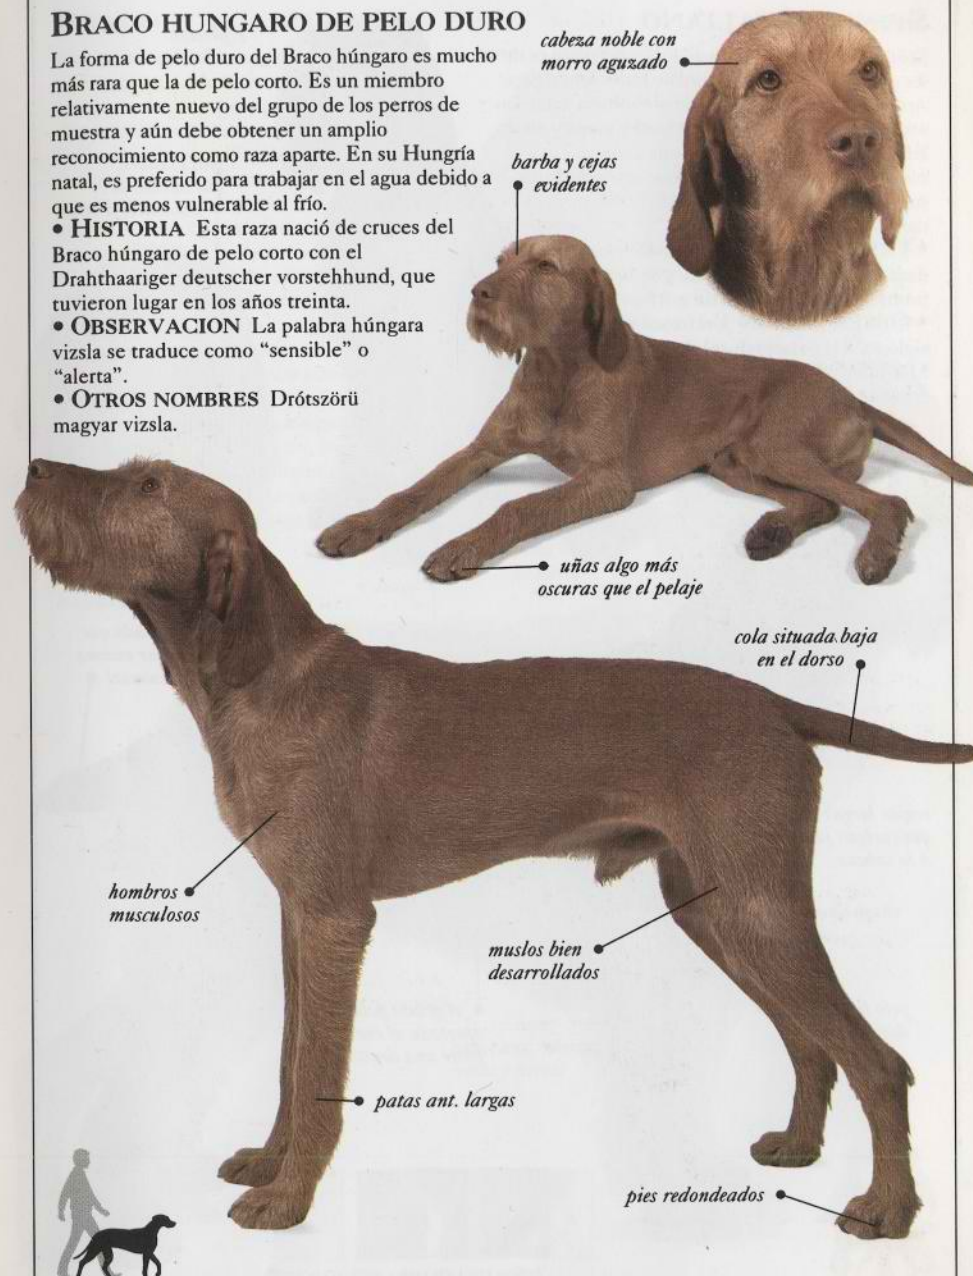 BRACO HUNGARO DE PELO DURO
La forma de pelo duro del Braco húngaro es mucho
más rara que la de pelo corto. Es un miembro
relativamente nuevo del grupo de los perros de
muestra y aún debe obtener un amplio
reconocimiento como raza aparte. En su Hungría
natal, es preferido para trabajar en el agua debido a
que es menos vulnerable al frío.
• HISTORIA Esta raza nació de cruces del
Braco húngaro de pelo corto con el
Drahthaariger deutscher vorstehhund, que
tuvieron lugar en los años treinta.
• OBSERVACION La palabra húngara
vizsla se traduce como “sensible” o
“alerta”.
• OTROS NOMBRES Drótszörü
magyar vizsla.
cabeza noble con
morro aguzado
barba y cejas
evidentes
uñas algo más
oscuras que el pelaje
cola situada baja
en el dorso
hombros
musculosos
muslos bien
desarrollados
patas ant. largas
pies redondeados